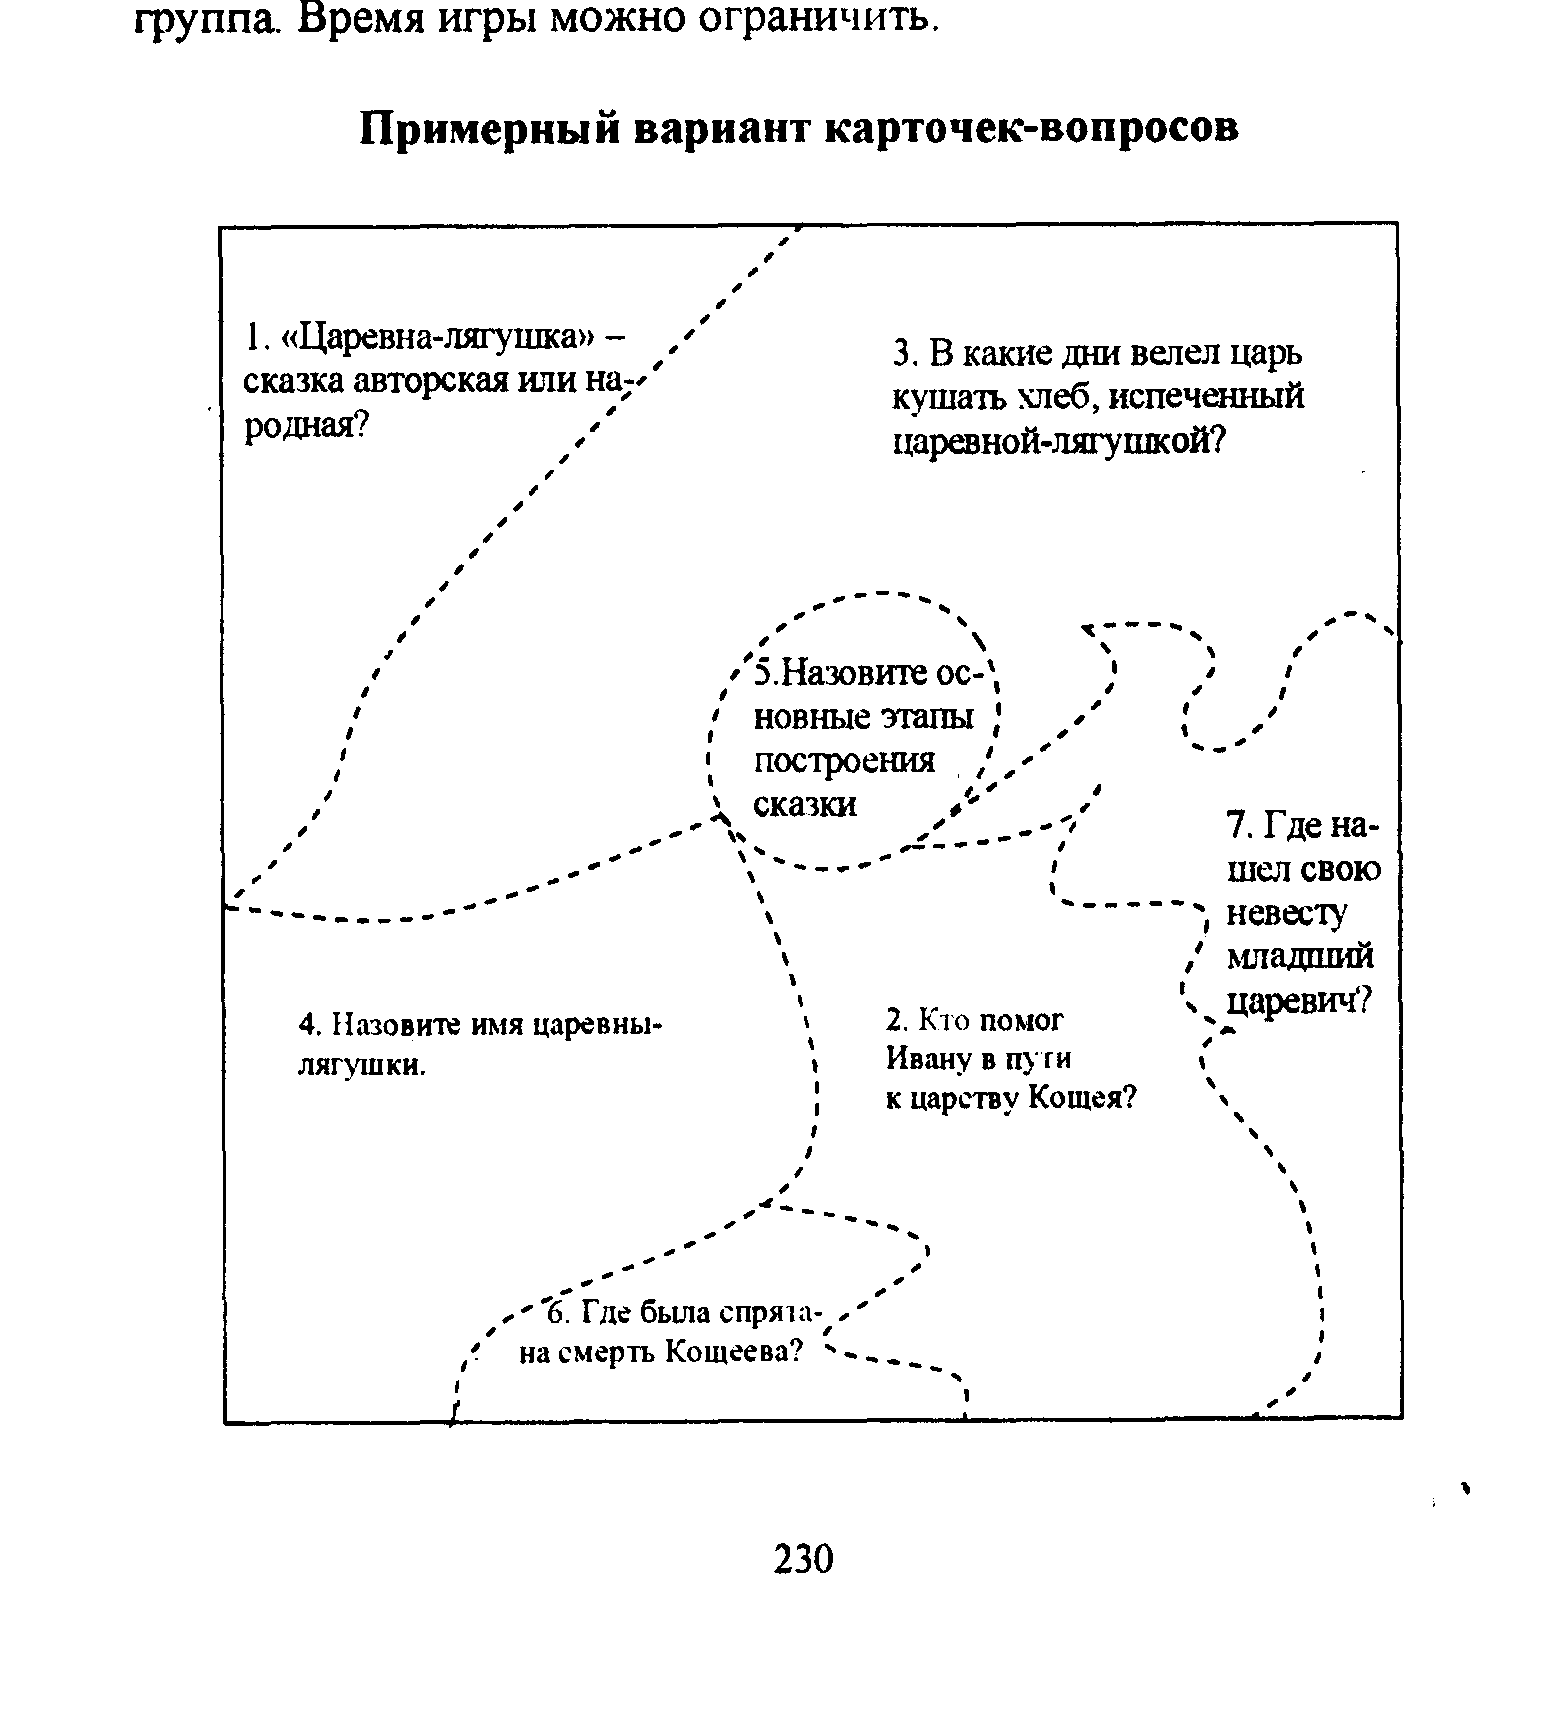 группа. Время игры можно ограничить.
Примерный вариант карточек-вопросов
1. «Царевна-лягушка» –
сказка авторская или на-
родная?
3. В какие дни велел царь
кушать хлеб, испеченный
царевной-лягушкой?
5.Назовите ос-
новные этапы
построения
сказки
7. Где на-
шел свою
невесту
младший
царевич?
4. Назовите имя царевны-
лягушки.
2. Кто помог
Ивану в пути
к царству Кощея?
6. Где была спрята-
на смерть Кощеева?
230